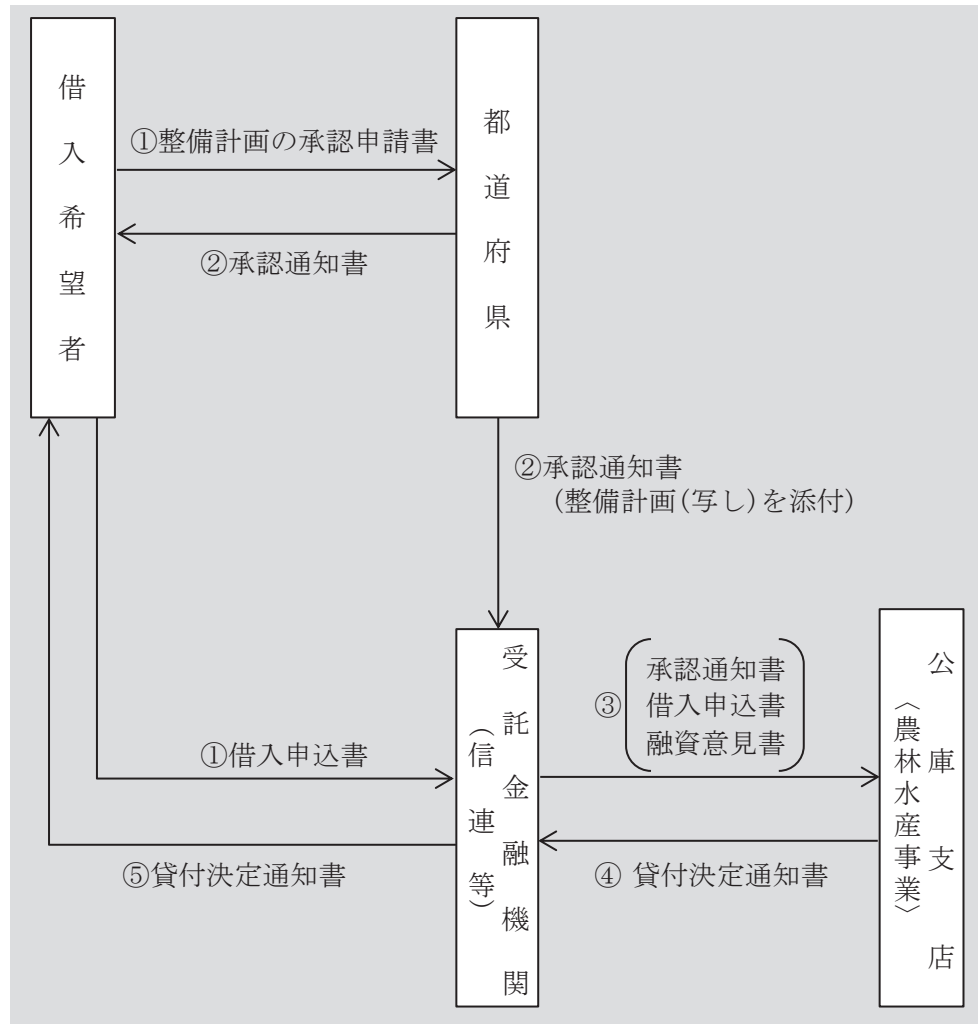 借入希望者
都道府県
①整備計画の承認申請書
②承認通知書
②承認通知書
(整備計画(写し)を添付)
受託金融機関
(信連等)
公庫支店
〈農林水産事業〉
③
承認通知書
借入申込書
融資意見書
①借入申込書
⑤貸付決定通知書
④ 貸付決定通知書